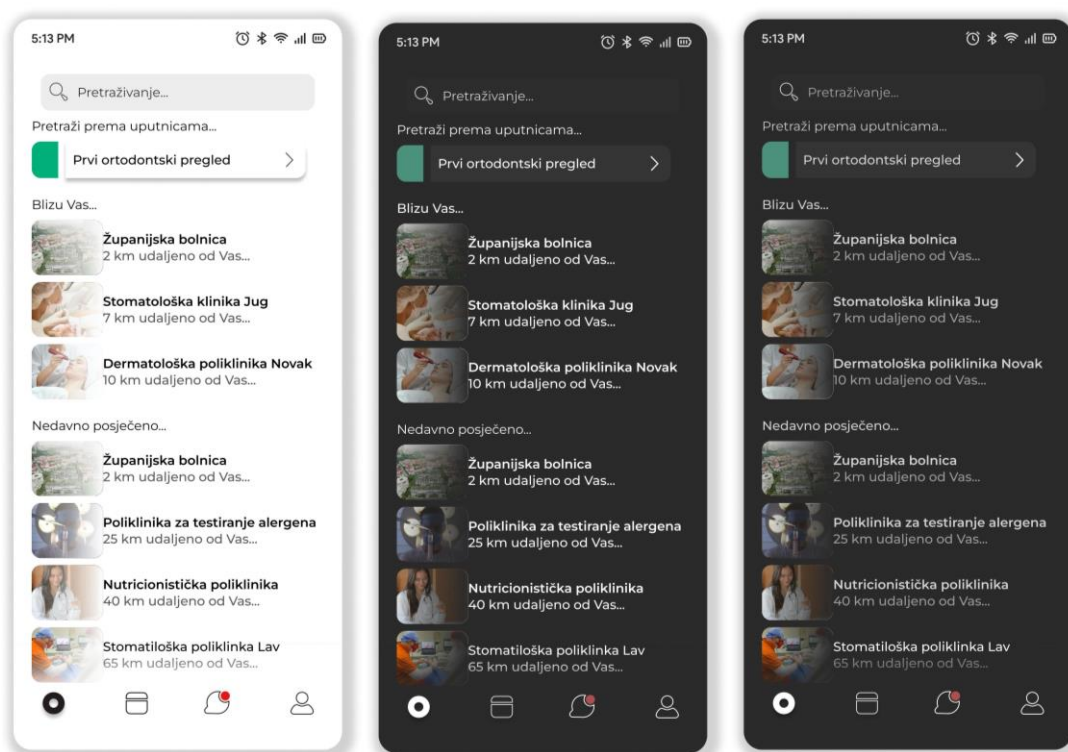 5:13 PM
Pretraživanje...
Pretraži prema uputnicama...
Prvi ortodontski pregled
Blizu Vas...
Županijska bolnica
2 km udaljeno od Vas...
Stomatološka klinika Jug
7 km udaljeno od Vas...
Dermatološka poliklinika Novak
10 km udaljeno od Vas...
Nedavno posječeno...
Županijska bolnica
2 km udaljeno od Vas...
Poliklinika za testiranje alergena
25 km udaljeno od Vas...
Nutricionistička poliklinika
40 km udaljeno od Vas...
Stomatiloška poliklinka Lav
65 km udaljeno od Vas...
5:13 PM
Pretraživanje...
Pretraži prema uputnicama...
Prvi ortodontski pregled
Blizu Vas...
Županijska bolnica
2 km udaljeno od Vas...
Stomatološka klinika Jug
7 km udaljeno od Vas...
Dermatološka poliklinika Novak
10 km udaljeno od Vas...
Nedavno posječeno...
Županijska bolnica
2 km udaljeno od Vas...
Poliklinika za testiranje alergena
25 km udaljeno od Vas...
Nutricionistička poliklinika
40 km udaljeno od Vas...
Stomatiloška poliklinka Lav
65 km udaljeno od Vas...
5:13 PM
Pretraživanje...
Pretraži prema uputnicama...
Prvi ortodontski pregled
Blizu Vas...
Županijska bolnica
2 km udaljeno od Vas...
Stomatološka klinika Jug
7 km udaljeno od Vas...
Dermatološka poliklinika Novak
10 km udaljeno od Vas...
Nedavno posječeno...
Županijska bolnica
2 km udaljeno od Vas...
Poliklinika za testiranje alergena
25 km udaljeno od Vas...
Nutricionistička poliklinika
40 km udaljeno od Vas...
Stomatiloška poliklinka Lav
65 km udaljeno od Vas...